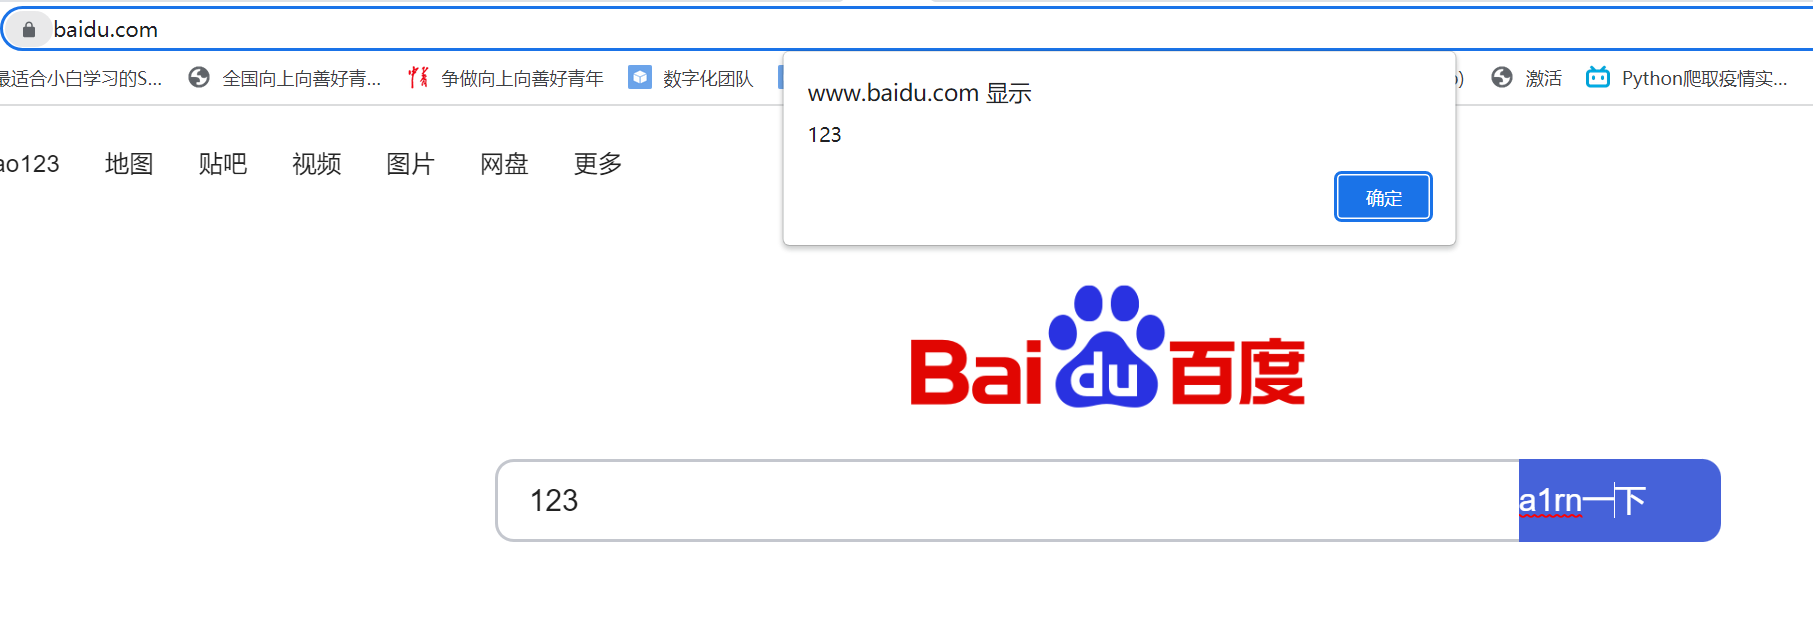 baidu.com
最适合小白学习的S... 全国向上向善好青... 争做向上向善好青年 数字化团队 激活 Python爬取疫情实...
www.baidu.com 显示
123
确定
ao123 地图 贴吧 视频 图片 网盘 更多
Bai du 百度
123 a1rn一下